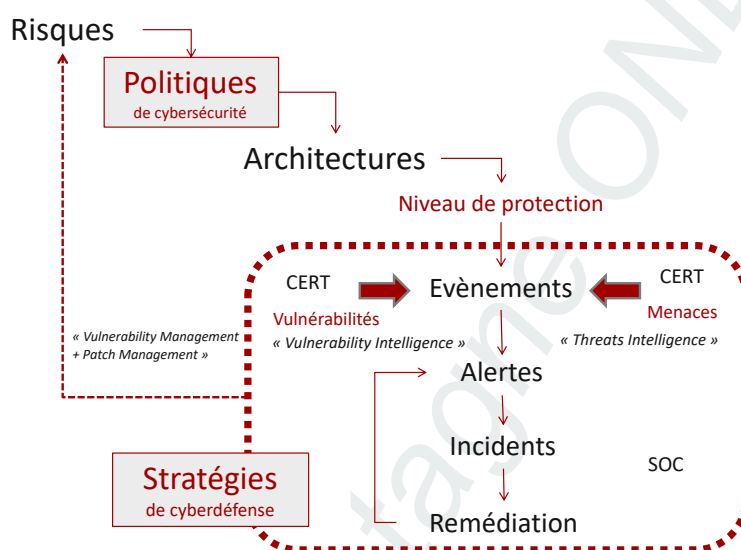 Risques
Politiques
de cybersécurité
Architectures
Niveau de protection
CERT
Evènements
CERT
Vulnérabilités
Menaces
« Vulnerability Management
+ Patch Management »
« Vulnerability Intelligence »
« Threats Intelligence »
Alertes
Incidents
SOC
Stratégies
de cyberdéfense
Remédiation